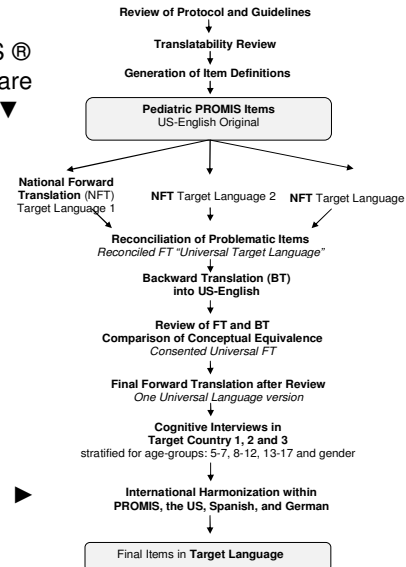 Review of Protocol and Guidelines
S ®
Translatability Review
are
Generation of Item Definitions
Pediatric PROMIS Items
US-English Original
National Forward
Translation (NFT)
Target Language 1
NFT Target Language 2
NFT Target Language
Reconciliation of Problematic Items
Reconciled FT "Universal Target Language"
Backward Translation (BT)
into US-English
Review of FT and BT
Comparison of Conceptual Equivalence
Consented Universal FT
Final Forward Translation after Review
One Universal Language version
Cognitive Interviews in
Target Country 1, 2 and 3
stratified for age-groups: 5-7, 8-12, 13-17 and gender
International Harmonization within
PROMIS, the US, Spanish, and German
Final Items in Target Language